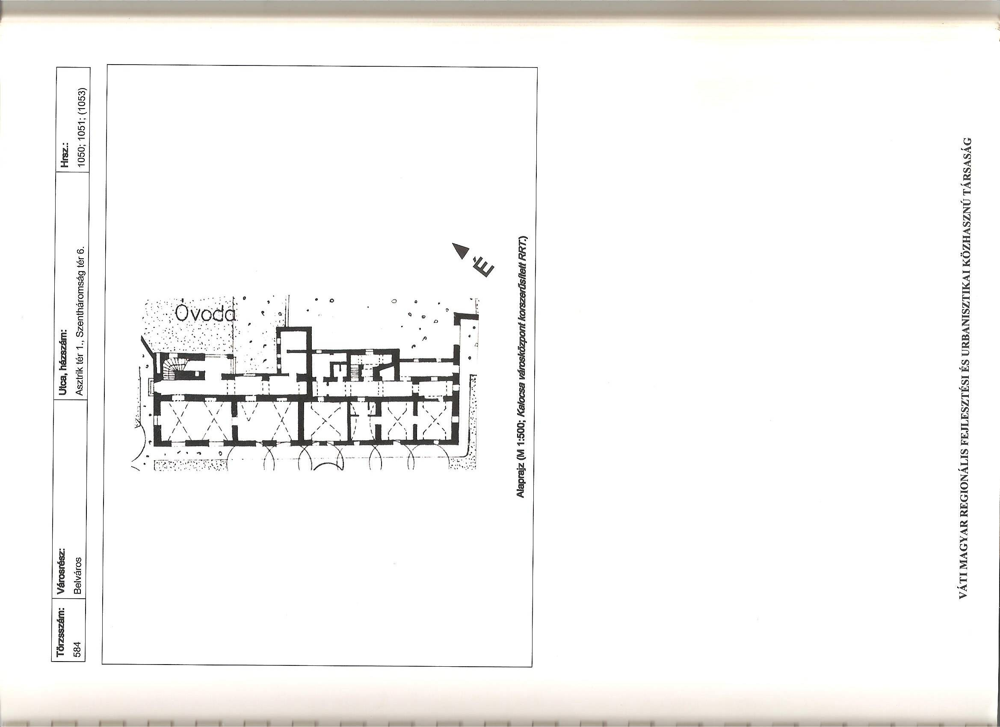 Törzsszám: Városrész: Utca, házszám: Hrsz.:
584 Belváros Asztrik tér 1., Szentháromság tér 6. 1050; 1051; (1053)
Óvoda
É
Alaprajz (M 1:500; Kalocsa városközpont korszerűsített RRT.)
VÁTI MAGYAR REGIONÁLIS FEJLESZTÉSI ÉS URBANISZTIKAI KÖZHASZNÚ TÁRSASÁG